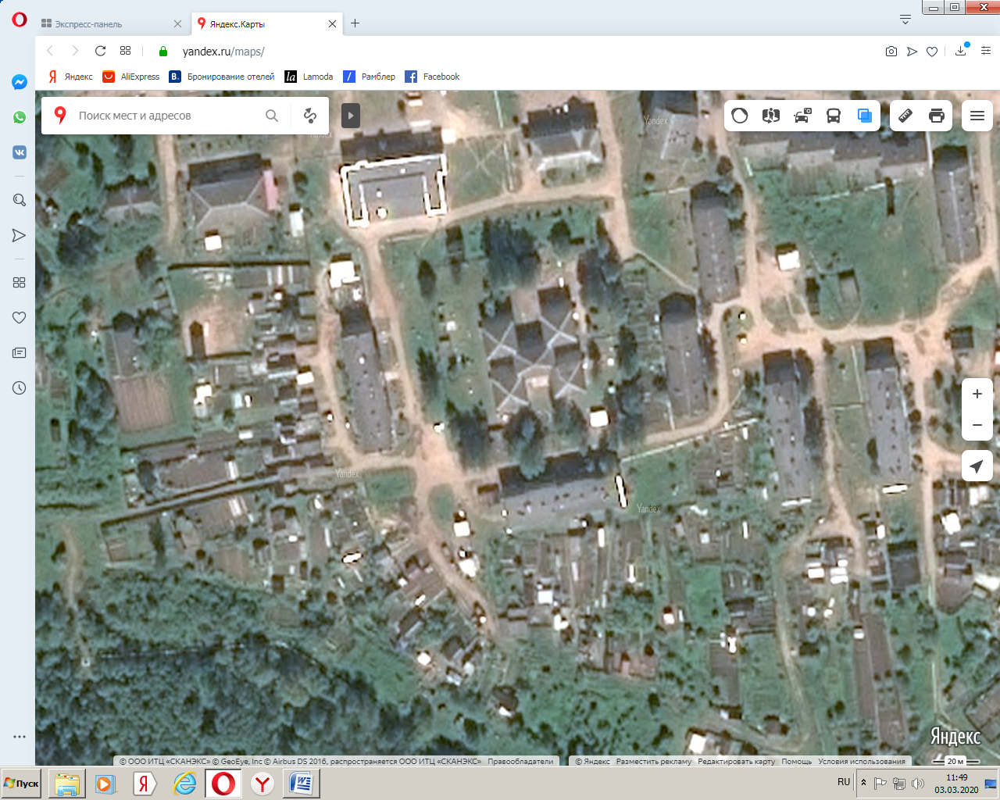 Экспресс-панель
Яндекс.Карты
yandex.ru/maps/
Яндекс
AliExpress
B. Бронирование отелей
la Lamoda
Рамблер
Facebook
Поиск мест и адресов
Yandex
Yandex
Yandex
Yandex
Яндекс
© ООО ИТЦ «СКАНЭКС» © GeoEye, Inc © Airbus DS 2016, распространяется ООО ИТЦ «СКАНЭКС» Правообладатели
© Яндекс Разместить рекламу Редактировать карту Помощь Условия использования
20 м
Пуск
RU
11:49
03.03.2020